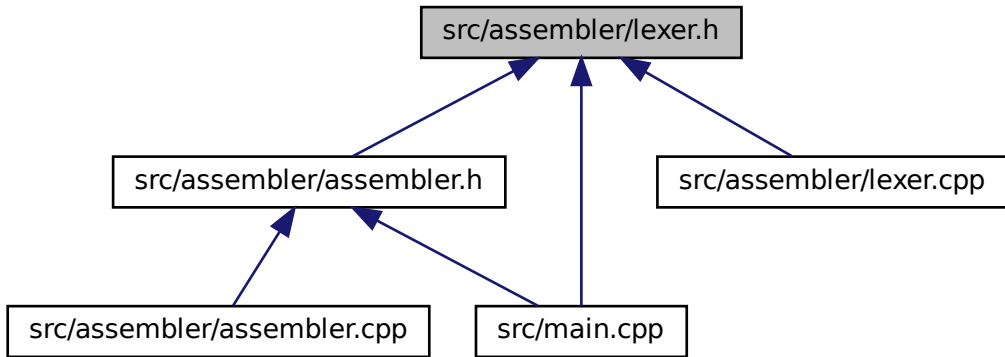 src/assembler/lexer.h
src/assembler/assembler.h
src/assembler/lexer.cpp
src/assembler/assembler.cpp
src/main.cpp